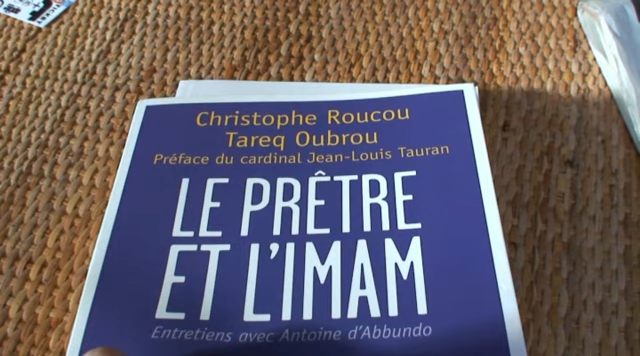 Christophe Roucou
Tareq Oubrou
Préface du cardinal Jean-Louis Tauran
LE PRÊTRE
ET L'IMAM
Entretiens avec Antoine d'Abbundo